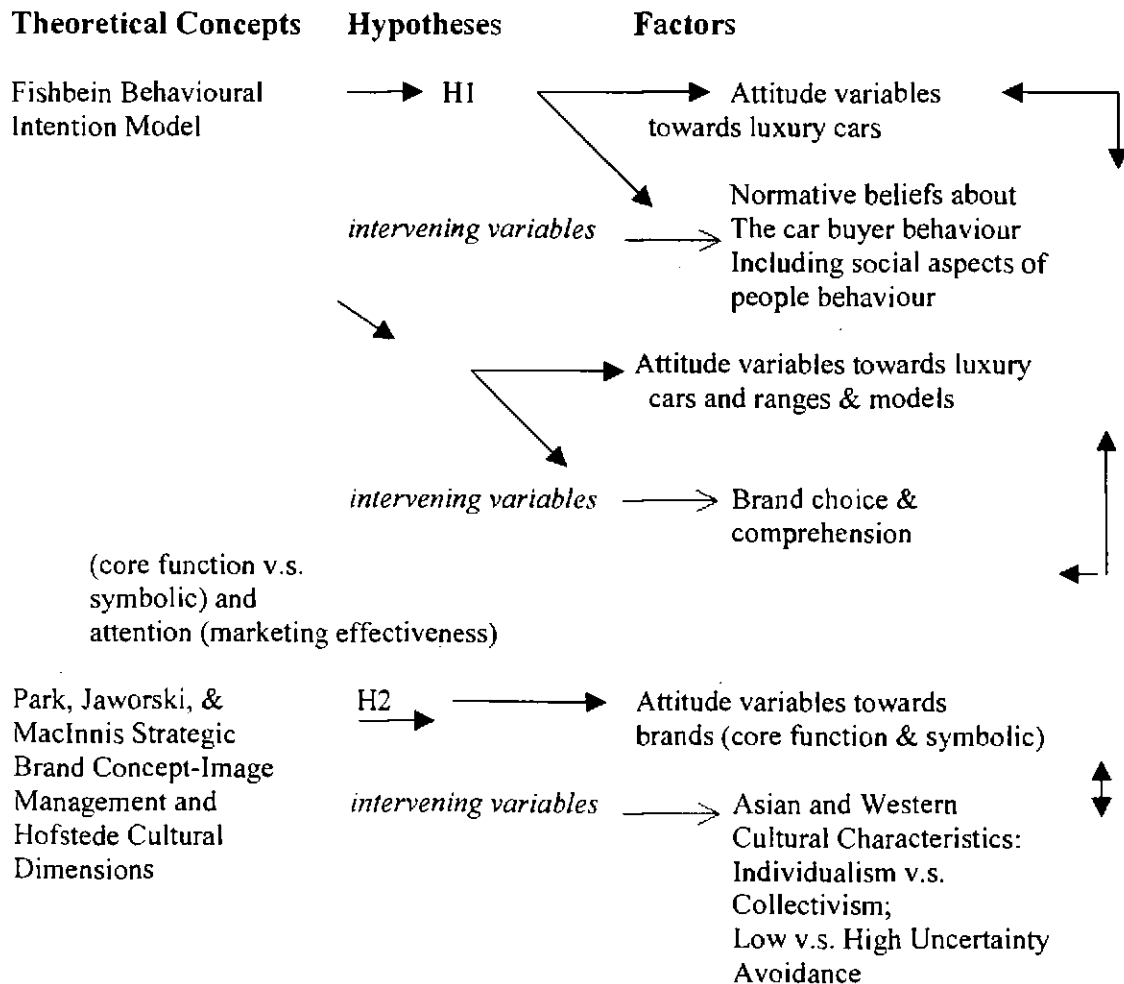 Theoretical Concepts Hypotheses Factors
Fishbein Behavioural
Intention Model
H1
Attitude variables
towards luxury cars
intervening variables
Normative beliefs about
The car buyer behaviour
Including social aspects of
people behaviour
Attitude variables towards luxury
cars and ranges & models
intervening variables
Brand choice &
comprehension
(core function v.s.
symbolic) and
attention (marketing effectiveness)
Park, Jaworski, &
MacInnis Strategic
Brand Concept-Image
Management and
Hofstede Cultural
Dimensions
H2
Attitude variables towards
brands (core function & symbolic)
intervening variables
Asian and Western
Cultural Characteristics:
Individualism v.s.
Collectivism;
Low v.s. High Uncertainty
Avoidance